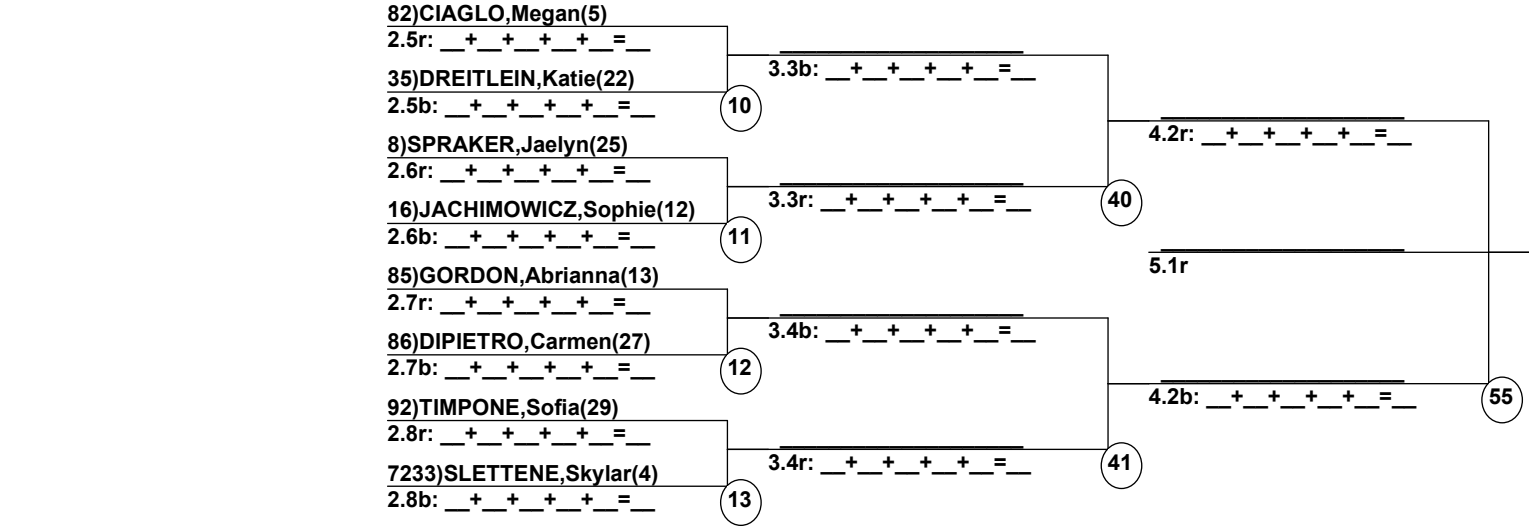 82)CIAGLO,Megan(5)
2.5r: __+__+__+__+__=__
3.3b: __+__+__+__+__=__
35)DREITLEIN,Katie(22)
2.5b: __+__+__+__+__=__
10
4.2r: __+__+__+__+__=__
8)SPRAKER,Jaelyn(25)
2.6r: __+__+__+__+__=__
3.3r: __+__+__+__+__=__
40
16)JACHIMOWICZ,Sophie(12)
2.6b: __+__+__+__+__=__
11
5.1r
85)GORDON,Abrianna(13)
2.7r: __+__+__+__+__=__
3.4b: __+__+__+__+__=__
86)DIPIETRO,Carmen(27)
2.7b: __+__+__+__+__=__
12
4.2b: __+__+__+__+__=__
55
92)TIMPONE,Sofia(29)
2.8r: __+__+__+__+__=__
3.4r: __+__+__+__+__=__
41
7233)SLETTENE,Skylar(4)
2.8b: __+__+__+__+__=__
13